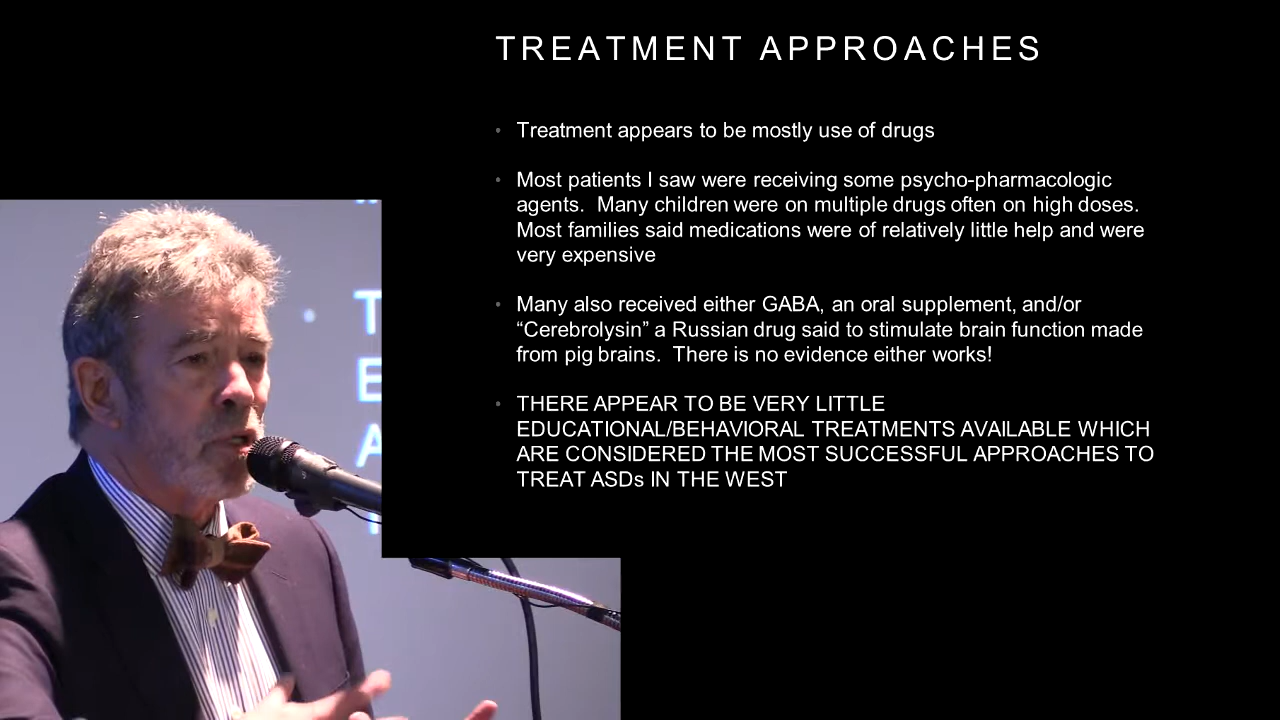 TREATMENT APPROACHES
• Treatment appears to be mostly use of drugs
• Most patients I saw were receiving some psycho-pharmacologic
agents. Many children were on multiple drugs often on high doses.
Most families said medications were of relatively little help and were
very expensive
• Many also received either GABA, an oral supplement, and/or
“Cerebrolysin” a Russian drug said to stimulate brain function made
from pig brains. There is no evidence either works!
• THERE APPEAR TO BE VERY LITTLE
EDUCATIONAL/BEHAVIORAL TREATMENTS AVAILABLE WHICH
ARE CONSIDERED THE MOST SUCCESSFUL APPROACHES TO
TREAT ASDs IN THE WEST
T
E
A